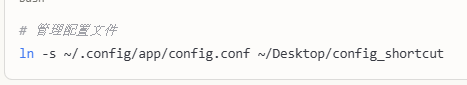 # 管理配置文件
ln -s ~/.config/app/config.conf ~/Desktop/config_shortcut